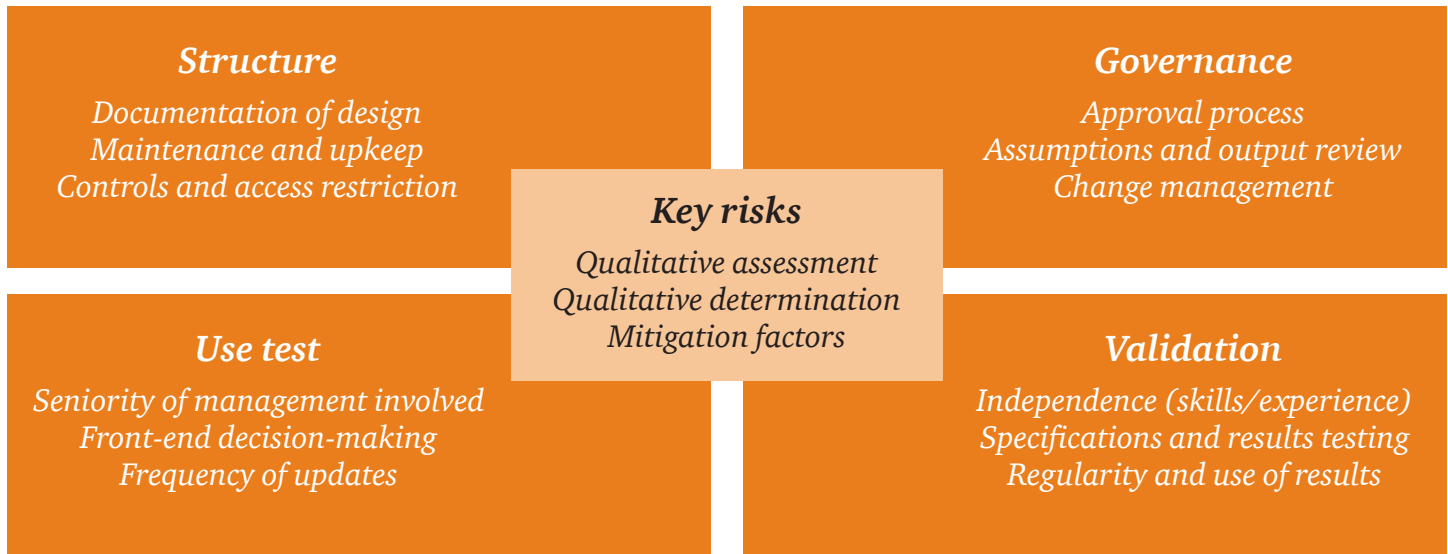 Structure
Documentation of design
Maintenance and upkeep
Controls and access restriction
Governance
Approval process
Assumptions and output review
Change management
Key risks
Qualitative assessment
Qualitative determination
Mitigation factors
Use test
Seniority of management involved
Front-end decision-making
Frequency of updates
Validation
Independence (skills/experience)
Specifications and results testing
Regularity and use of results